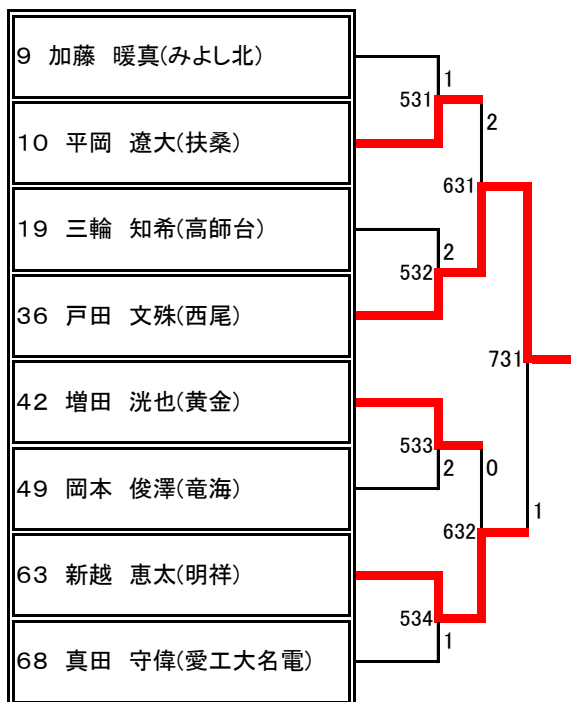 9　加藤　暖真(みよし北)
1
531
2
10　平岡　遼大(扶桑)
631
19　三輪　知希(高師台)
2
532
36　戸田　文殊(西尾)
731
42　増田　洸也(黄金)
533
2
0
49　岡本　俊澤(竜海)
1
632
63　新越　恵太(明祥)
534
1
68　真田　守偉(愛工大名電)